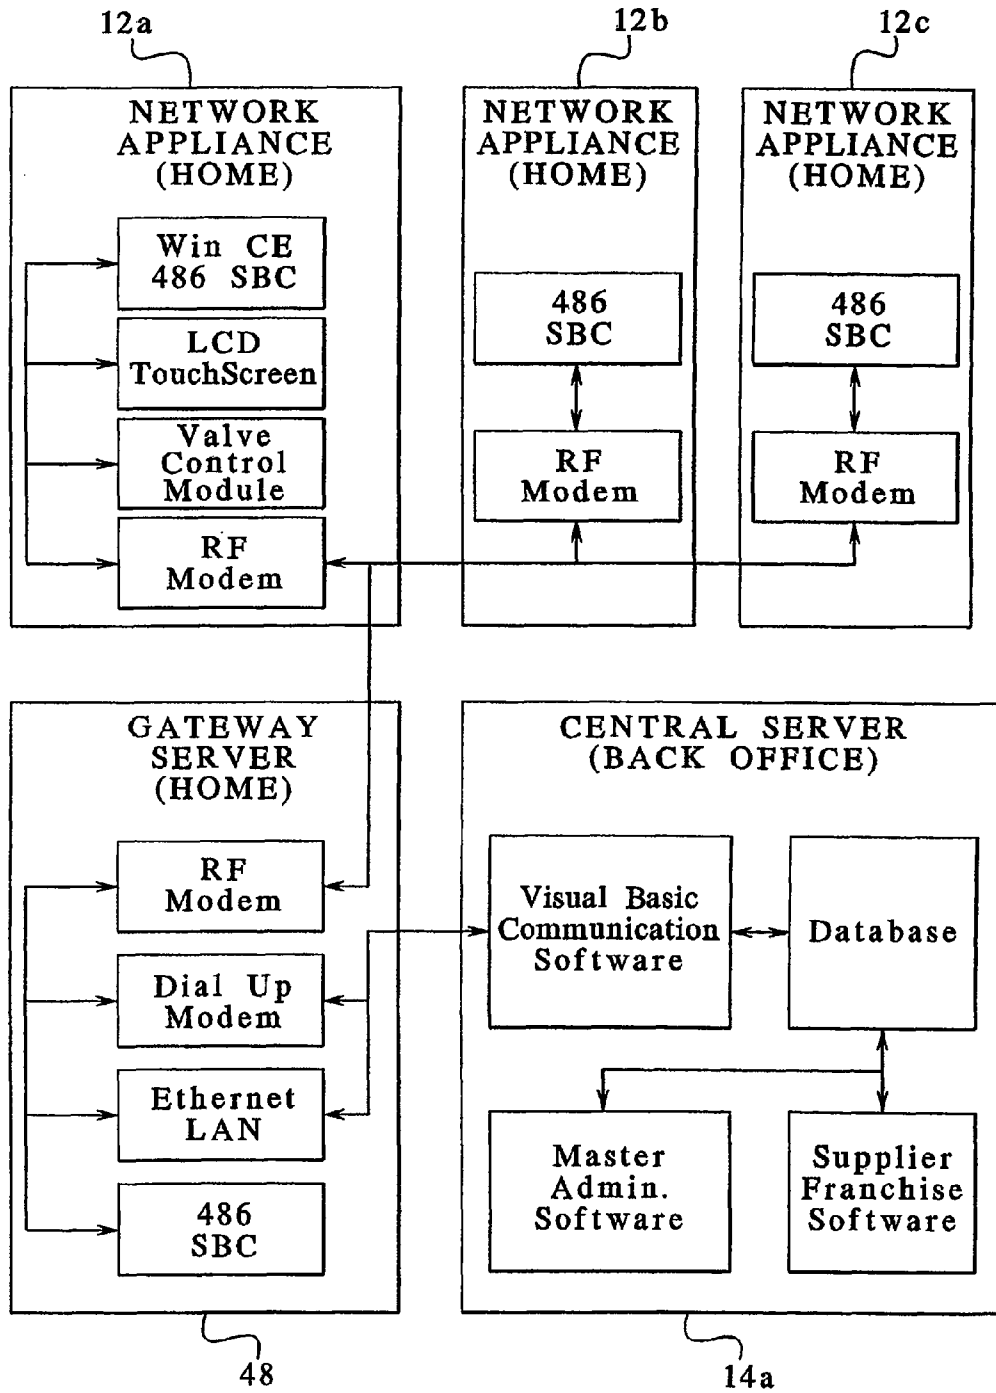 12a
12b
12c
NETWORK
APPLIANCE
(HOME)
Win CE
486 SBC
LCD
TouchScreen
Valve
Control
Module
RF
Modem
NETWORK
APPLIANCE
(HOME)
486
SBC
RF
Modem
NETWORK
APPLIANCE
(HOME)
486
SBC
RF
Modem
GATEWAY
SERVER
(HOME)
RF
Modem
Dial Up
Modem
Ethernet
LAN
486
SBC
CENTRAL SERVER
(BACK OFFICE)
Visual Basic
Communication
Software
Database
Master
Admin.
Software
Supplier
Franchise
Software
48
14a